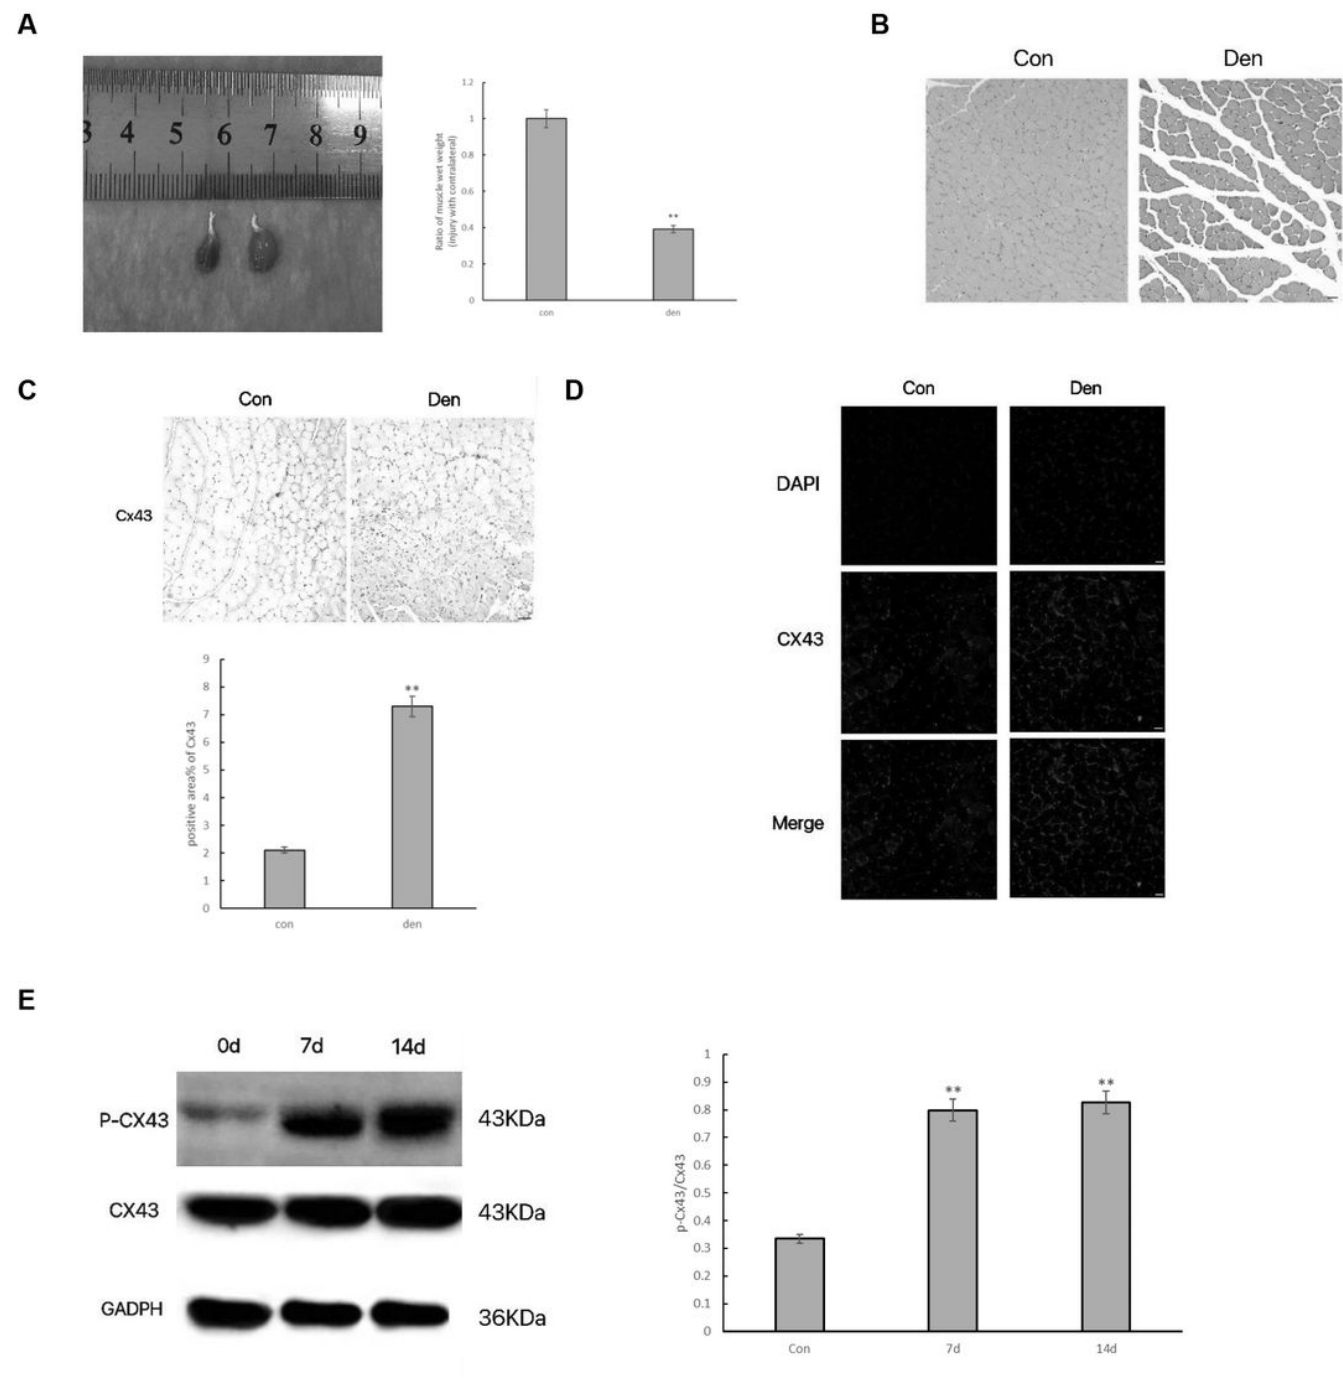 A
3 4 5 6 7 8 9
1.2
1
0.8
0.6
0.4
0.2
0
Ratio of muscle wet weight
(injury with contralateral)
**
con den
B
Con Den
C
Con Den
Cx43
9
8
7
6
5
4
3
2
1
0
positive area% of Cx43
**
con den
D
Con Den
DAPI
CX43
Merge
E
0d 7d 14d
P-CX43 43KDa
CX43 43KDa
GADPH 36KDa
1
0.9
0.8
0.7
0.6
0.5
0.4
0.3
0.2
0.1
0
p-Cx43/Cx43
** **
Con 7d 14d